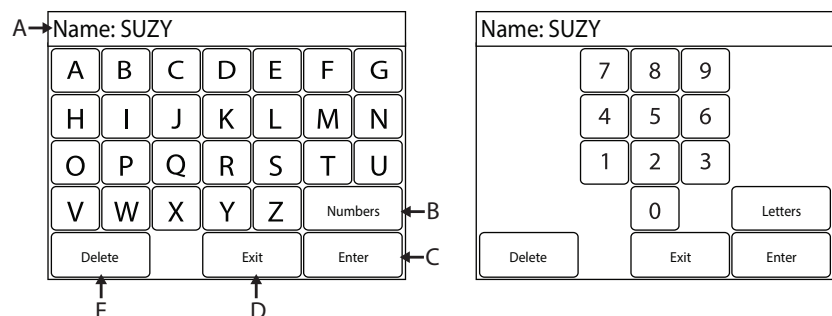 A Name: SUZY
A B C D E F G
H I J K L M N
O P Q R S T U
V W X Y Z Numbers B
Delete Exit Enter C
E D
Name: SUZY
7 8 9
4 5 6
1 2 3
0 Letters
Delete Exit Enter